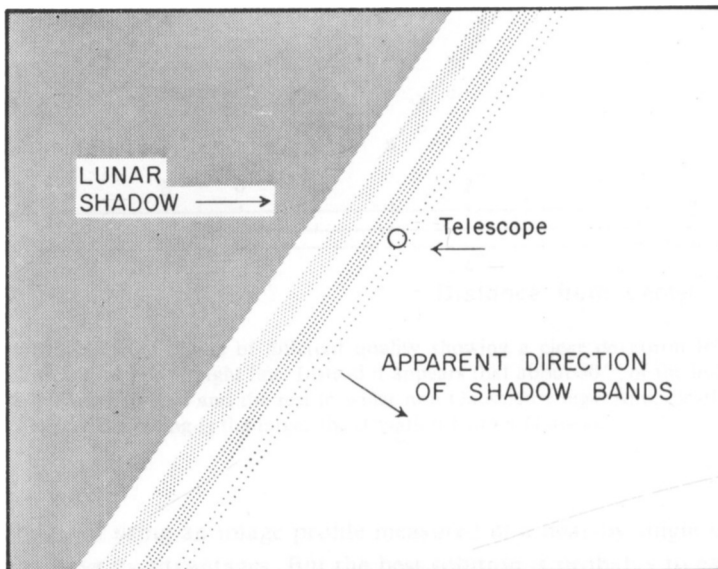 LUNAR
SHADOW
Telescope
APPARENT DIRECTION
OF SHADOW BANDS